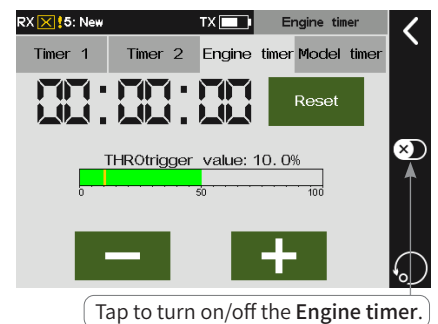 RX !5: New TX Engine timer
Timer 1 Timer 2 Engine timer Model timer
00:00:00 Reset
THROtrigger value: 10.0%
0 50 100
Tap to turn on/off the Engine timer.